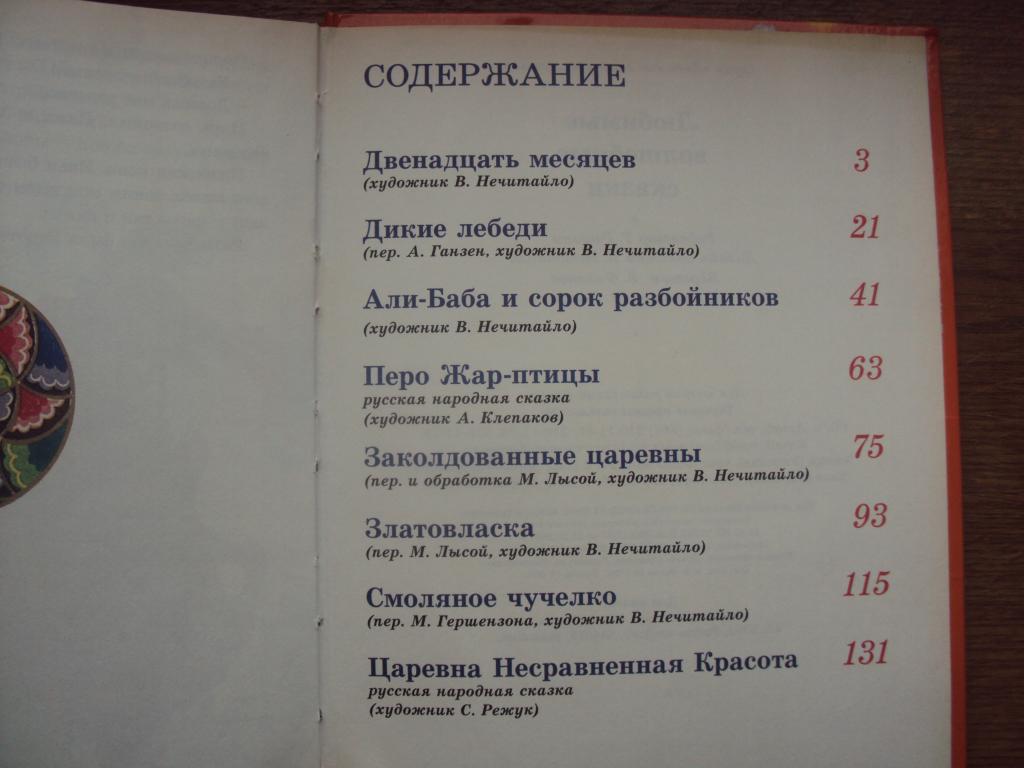 СОДЕРЖАНИЕ
Двенадцать месяцев 3
(художник В. Нечитайло)
Дикие лебеди 21
(пер. А. Ганзен, художник В. Нечитайло)
Али-Баба и сорок разбойников 41
(художник В. Нечитайло)
Перо Жар-птицы 63
русская народная сказка
(художник А. Клепаков)
Заколдованные царевны 75
(пер. и обработка М. Лысой, художник В. Нечитайло)
Златовласка 93
(пер. М. Лысой, художник В. Нечитайло)
Смоляное чучелко 115
(пер. М. Гершензона, художник В. Нечитайло)
Царевна Несравненная Красота 131
русская народная сказка
(художник С. Режук)